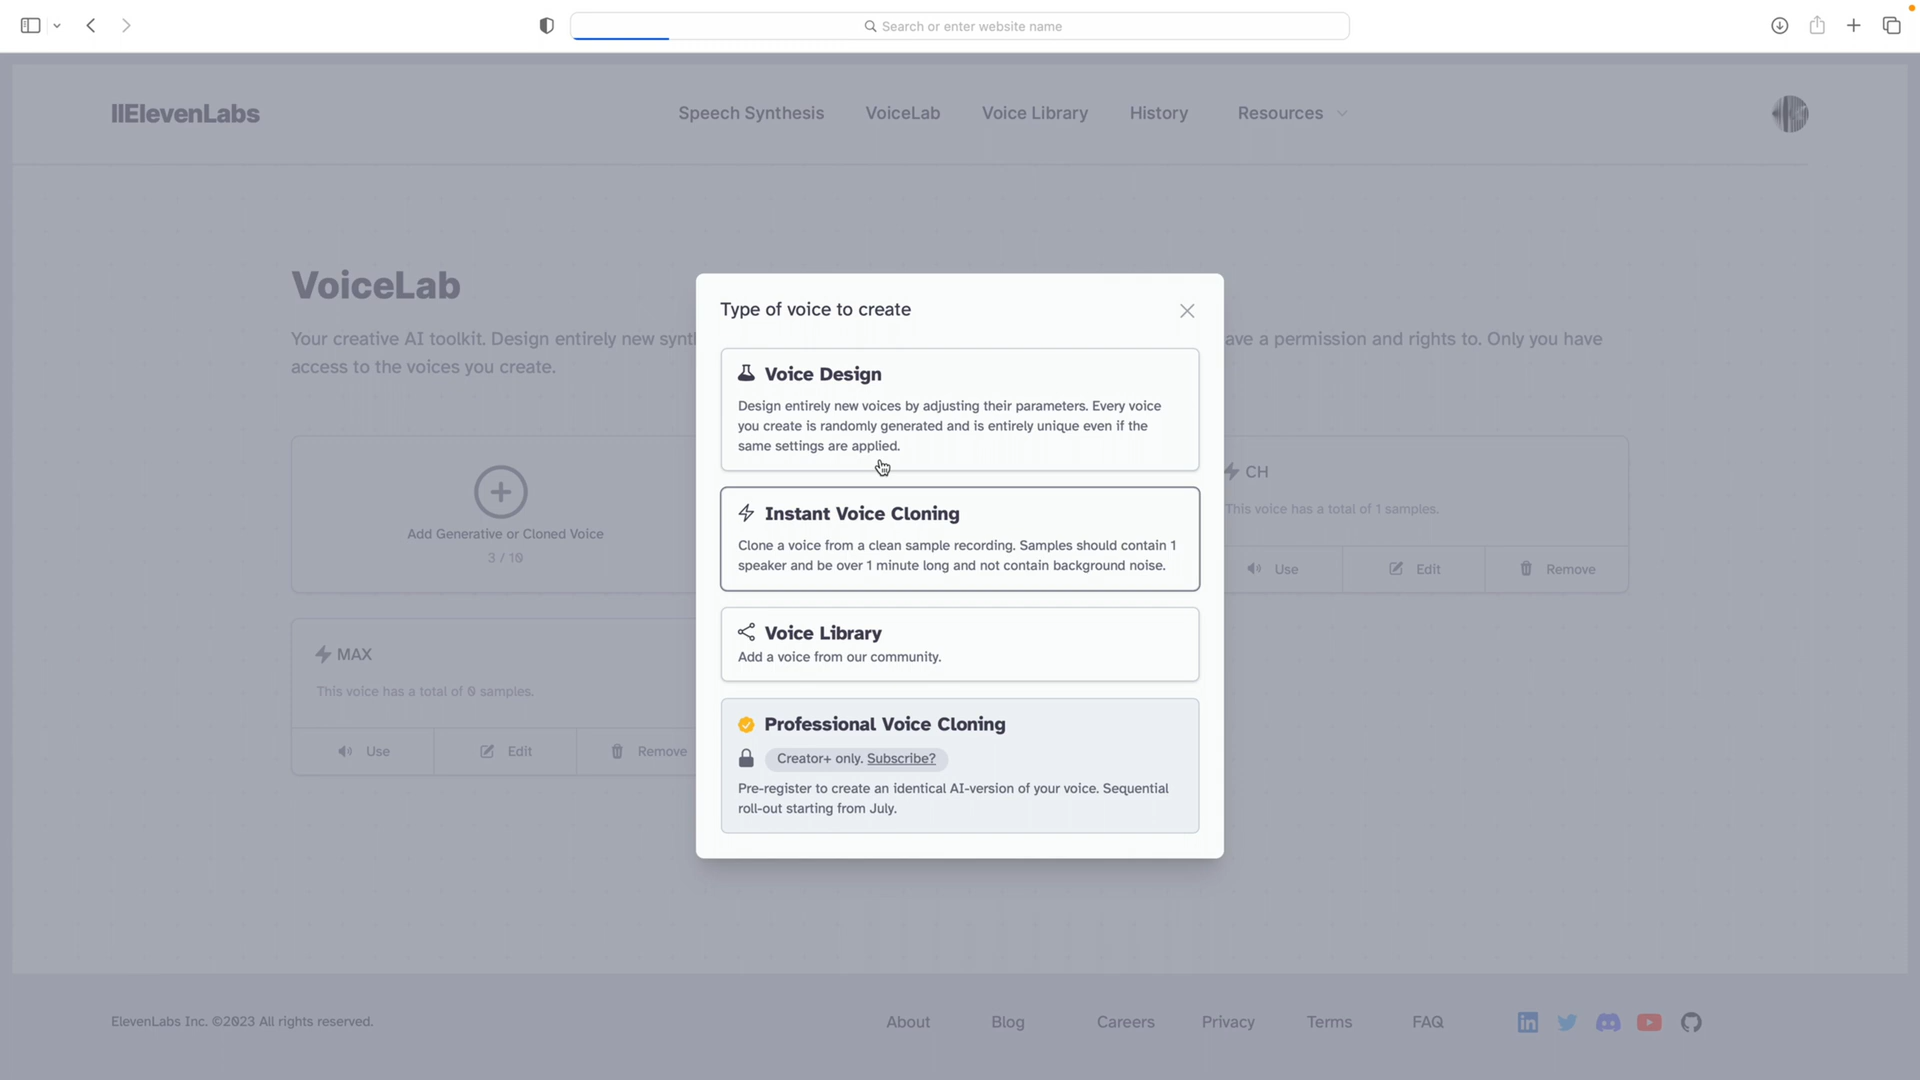 Search or enter website name
IIElevenLabs
Speech Synthesis
VoiceLab
Voice Library
History
Resources
VoiceLab
Your creative AI toolkit. Design entirely new synt
ave a permission and rights to. Only you have
access to the voices you create.
Type of voice to create
Voice Design
Design entirely new voices by adjusting their parameters. Every voice
you create is randomly generated and is entirely unique even if the
same settings are applied.
Instant Voice Cloning
Clone a voice from a clean sample recording. Samples should contain 1
speaker and be over 1 minute long and not contain background noise.
Voice Library
Add a voice from our community.
Professional Voice Cloning
Creator+ only. Subscribe?
Pre-register to create an identical AI-version of your voice. Sequential
roll-out starting from July.
Add Generative or Cloned Voice
3 / 10
CH
This voice has a total of 1 samples.
Use
Edit
Remove
MAX
This voice has a total of 0 samples.
Use
Edit
Remove
ElevenLabs Inc. ©2023 All rights reserved.
About
Blog
Careers
Privacy
Terms
FAQ